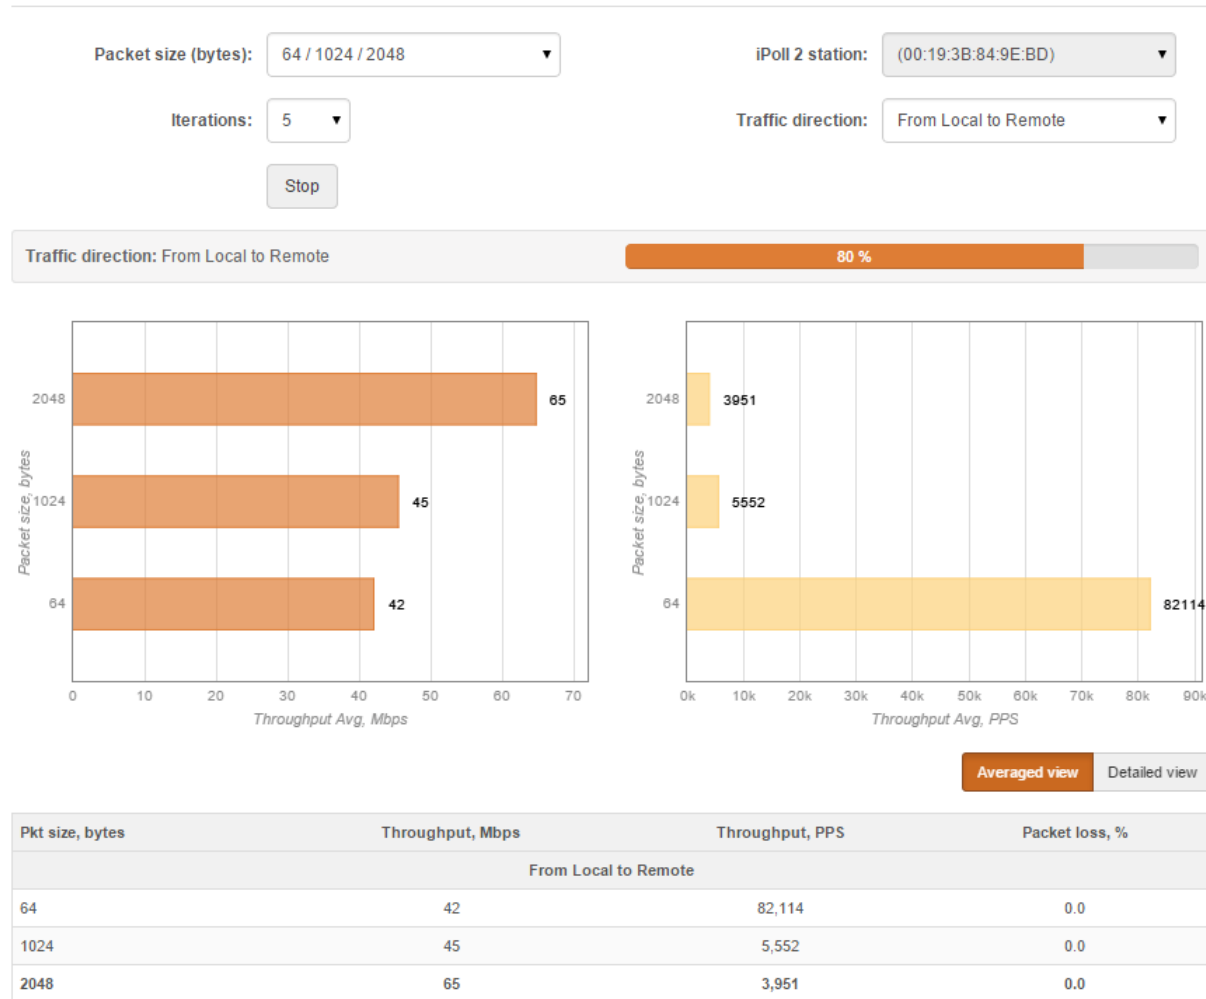 Packet size (bytes): 64 / 1024 / 2048 iPoll 2 station: (00:19:3B:84:9E:BD)
Iterations: 5 Traffic direction: From Local to Remote
Stop
Traffic direction: From Local to Remote 80 %
Packet size, bytes
2048 65
1024 45
64 42
0 10 20 30 40 50 60 70
Throughput Avg, Mbps
Packet size, bytes
2048 3951
1024 5552
64 82114
0k 10k 20k 30k 40k 50k 60k 70k 80k 90k
Throughput Avg, PPS
Averaged view Detailed view
Pkt size, bytes Throughput, Mbps Throughput, PPS Packet loss, %
From Local to Remote
64 42 82,114 0.0
1024 45 5,552 0.0
2048 65 3,951 0.0